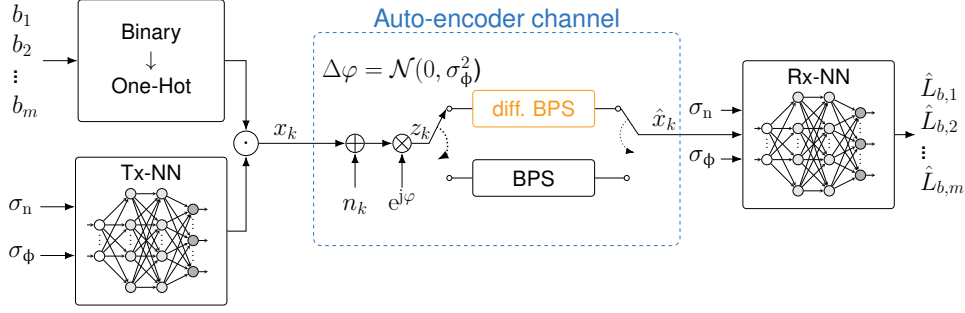 Auto-encoder channel
b_1
b_2
⋮
b_m
Binary
↓
One-Hot
Δφ = 𝒩(0, σ_ϕ^2)
diff. BPS
BPS
x_k
z_k
x̂_k
n_k
e^{jφ}
Tx-NN
σ_n
σ_ϕ
Rx-NN
σ_n
σ_ϕ
L̂_{b,1}
L̂_{b,2}
⋮
L̂_{b,m}